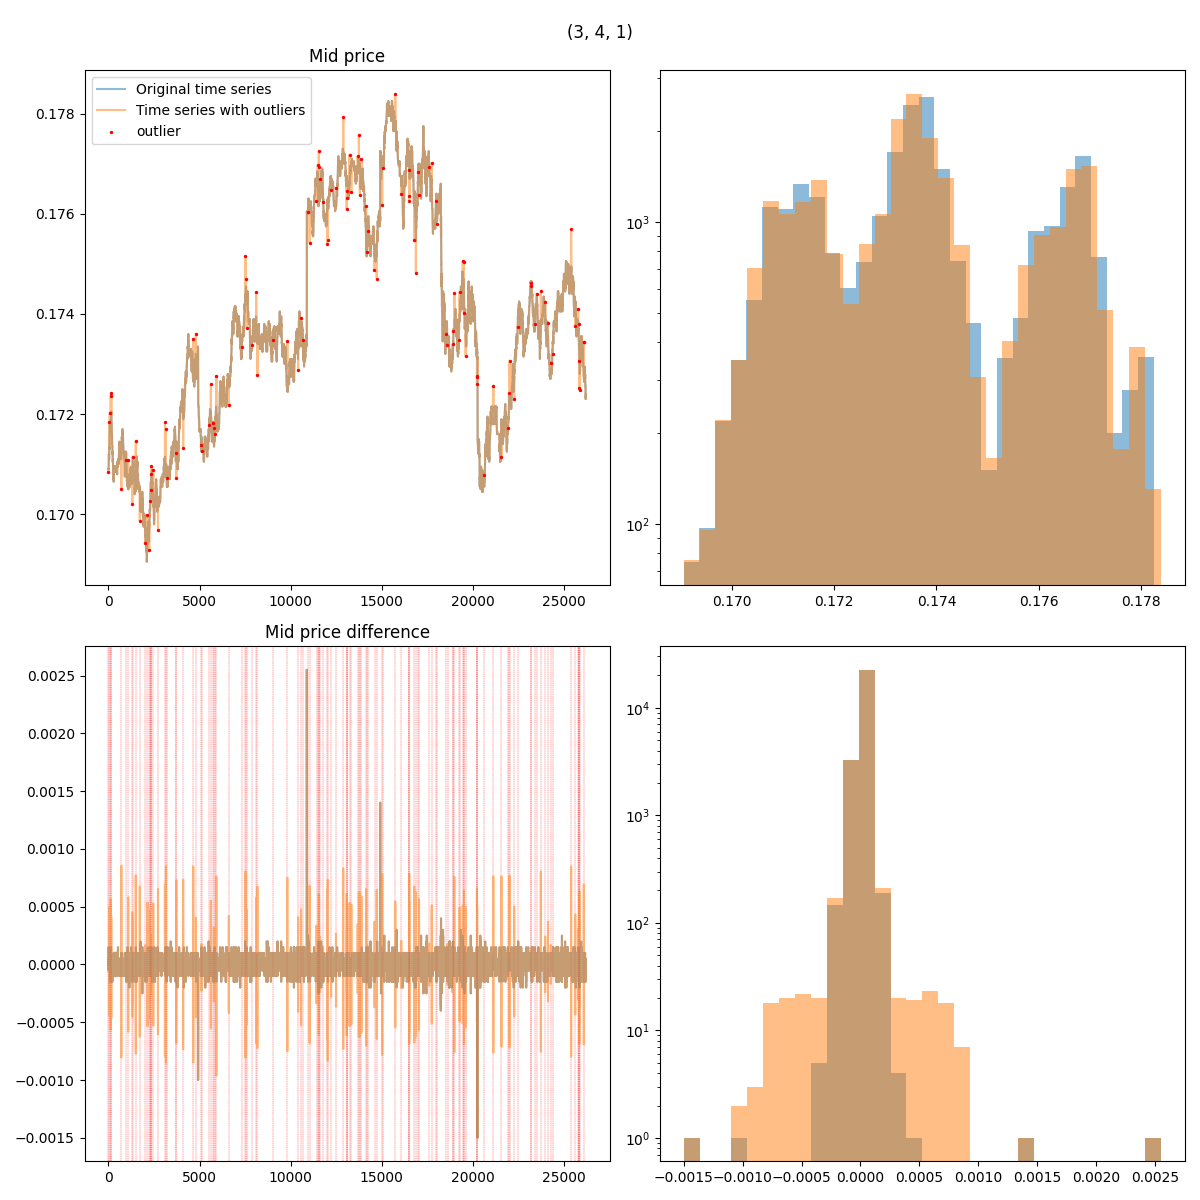 (3, 4, 1)
Mid price
Original time series
Time series with outliers
outlier
0.178
0.176
0.174
0.172
0.170
0 5000 10000 15000 20000 25000
10³
10²
0.170 0.172 0.174 0.176 0.178
Mid price difference
0.0025
0.0020
0.0015
0.0010
0.0005
0.0000
−0.0005
−0.0010
−0.0015
0 5000 10000 15000 20000 25000
10⁴
10³
10²
10¹
10⁰
−0.0015 −0.0010 −0.0005 0.0000 0.0005 0.0010 0.0015 0.0020 0.0025